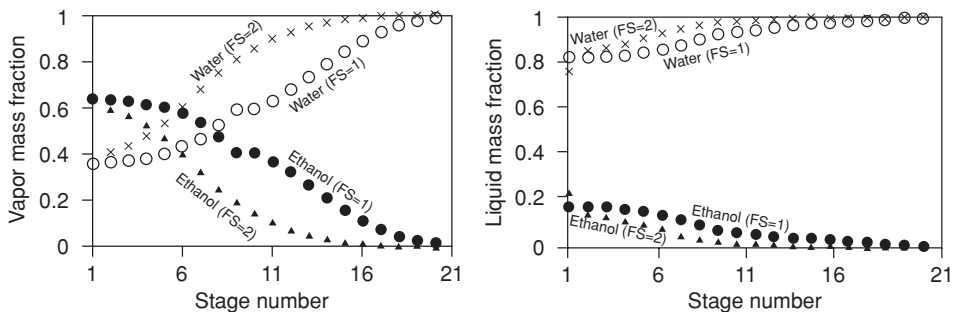 1
0.8
0.6
0.4
0.2
0
Vapor mass fraction
Water (FS=2)
Water (FS=1)
Ethanol (FS=1)
Ethanol (FS=2)
1 6 11 16 21
Stage number
1
0.8
0.6
0.4
0.2
0
Liquid mass fraction
Water (FS=2)
Water (FS=1)
Ethanol (FS=1)
Ethanol (FS=2)
1 6 11 16 21
Stage number